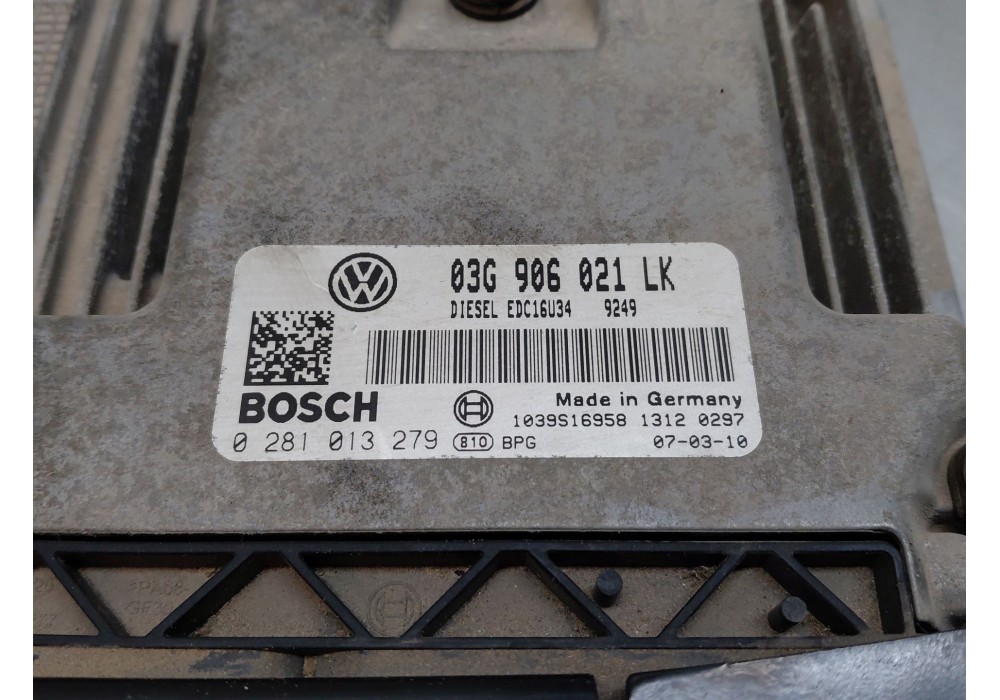 03G 906 021 LK
DIESEL EDC16U34 9249
BOSCH
Made in Germany
1039S16958 1312 0297
0 281 013 279 810 BPG 07-03-10